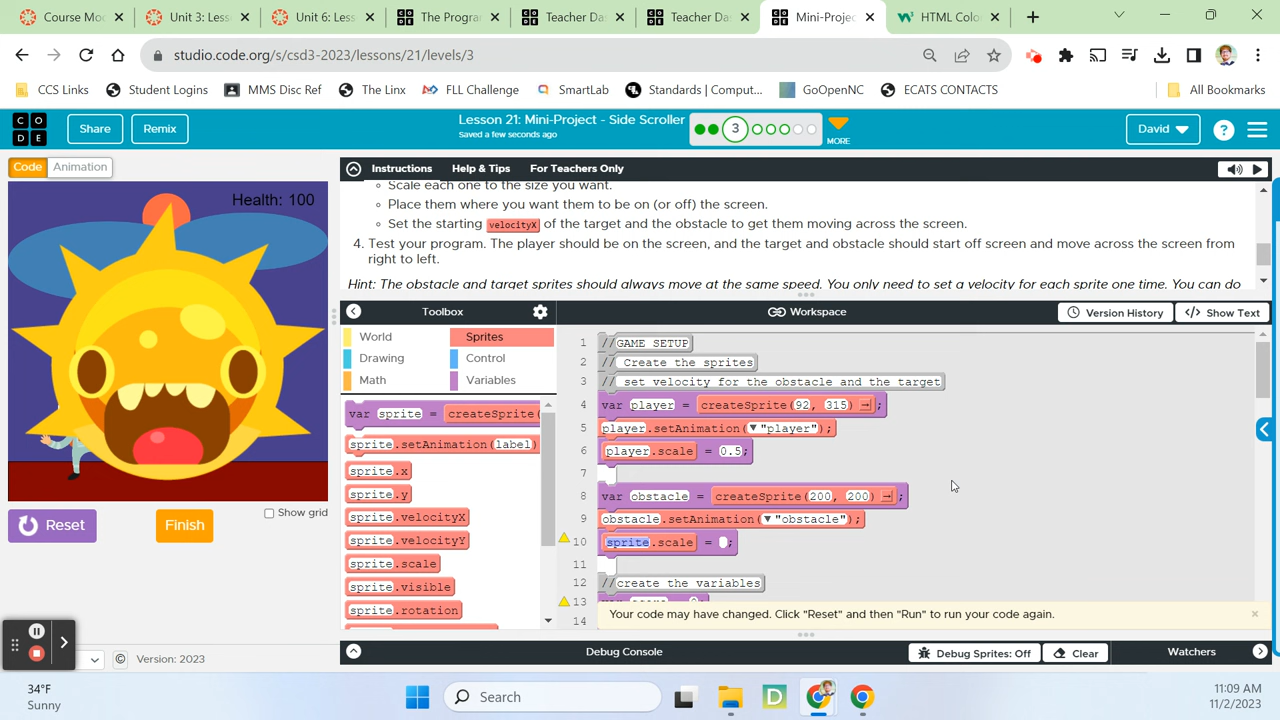 Course Mo
Unit 3: Less
Unit 6: Less
The Progra
Teacher Da
Teacher Da
Mini-Projec
HTML Colo
studio.code.org/s/csd3-2023/lessons/21/levels/3
CCS Links
Student Logins
MMS Disc Ref
The Linx
FLL Challenge
SmartLab
Standards | Comput...
GoOpenNC
ECATS CONTACTS
All Bookmarks
CO
DE
Share
Remix
Lesson 21: Mini-Project - Side Scroller
Saved a few seconds ago
3
MORE
David
?
Code
Animation
Instructions
Help & Tips
For Teachers Only
• Scale each one to the size you want.
• Place them where you want them to be on (or off) the screen.
• Set the starting velocityX of the target and the obstacle to get them moving across the screen.
4. Test your program. The player should be on the screen, and the target and obstacle should start off screen and move across the screen from
right to left.
Hint: The obstacle and target sprites should always move at the same speed. You only need to set a velocity for each sprite one time. You can do
Health: 100
Reset
Finish
Show grid
Toolbox
Workspace
Version History
</> Show Text
World
Sprites
Drawing
Control
Math
Variables
var sprite = createSprite(
sprite.setAnimation(label)
sprite.x
sprite.y
sprite.velocityX
sprite.velocityY
sprite.scale
sprite.visible
sprite.rotation
1 //GAME SETUP
2 // Create the sprites
3 // set velocity for the obstacle and the target
4 var player = createSprite(92, 315);
5 player.setAnimation("player");
6 player.scale = 0.5;
7
8 var obstacle = createSprite(200, 200);
9 obstacle.setAnimation("obstacle");
10 sprite.scale = ;
11
12 //create the variables
13
14
Your code may have changed. Click "Reset" and then "Run" to run your code again.
Debug Console
Debug Sprites: Off
Clear
Watchers
© Version: 2023
34°F
Sunny
Search
D
11:09 AM
11/2/2023